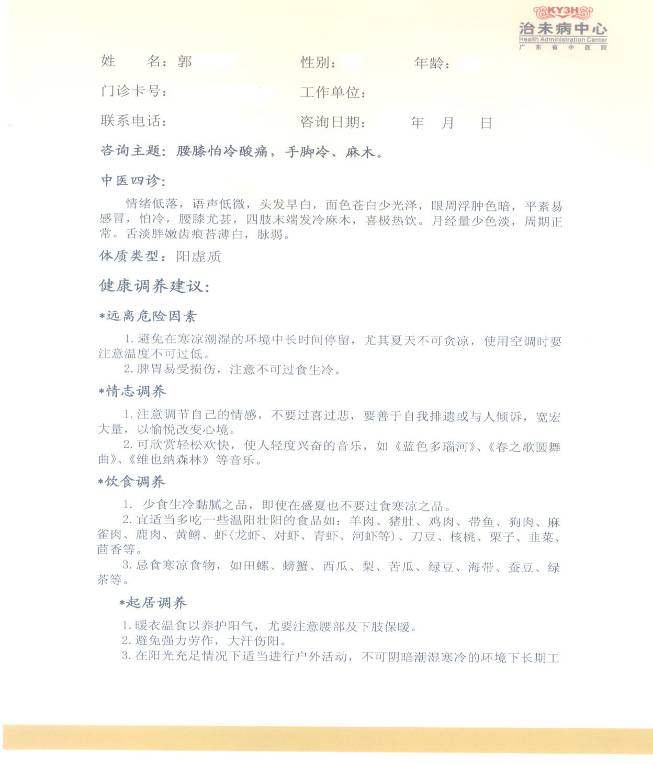 KY3H
治未病中心
Health Administration Center
广东省中医院
姓 名：郭 性别： 年龄：
门诊卡号： 工作单位：
联系电话： 咨询日期： 年 月 日
咨询主题：腰膝怕冷酸痛，手脚冷、麻木。
中医四诊：
情绪低落，语声低微，头发早白，面色苍白少光泽，眼周浮肿色暗，平素易
感冒，怕冷，腰膝尤甚，四肢末端发冷麻木，喜极热饮。月经量少色淡，周期正
常。舌淡胖嫩齿痕苔薄白，脉弱。
体质类型：阳虚质
健康调养建议：
*远离危险因素
1.避免在寒凉潮湿的环境中长时间停留，尤其夏天不可贪凉，使用空调时要
注意温度不可过低。
2.脾胃易受损伤，注意不可过食生冷。
*情志调养
1.注意调节自己的情感，不要过喜过悲，要善于自我排遗或与人倾诉，宽宏
大量，以愉悦改变心境。
2.可欣赏轻松欢快，使人轻度兴奋的音乐，如《蓝色多瑙河》、《春之歌圆舞
曲》、《维也纳森林》等音乐。
*饮食调养
1. 少食生冷黏腻之品，即使在盛夏也不要过食寒凉之品。
2.宜适当多吃一些温阳壮阳的食品如：羊肉、猪肚、鸡肉、带鱼、狗肉、麻
雀肉、鹿肉、黄鳝、虾(龙虾、对虾、青虾、河虾等)、刀豆、核桃、栗子、韭菜、
茴香等。
3.忌食寒凉食物，如田螺、螃蟹、西瓜、梨、苦瓜、绿豆、海带、蚕豆、绿
茶等。
*起居调养
1.暖衣温食以养护阳气，尤要注意腰部及下肢保暖。
2.避免强力劳作，大汗伤阳。
3.在阳光充足情况下适当进行户外活动，不可阴暗潮湿寒冷的环境下长期工